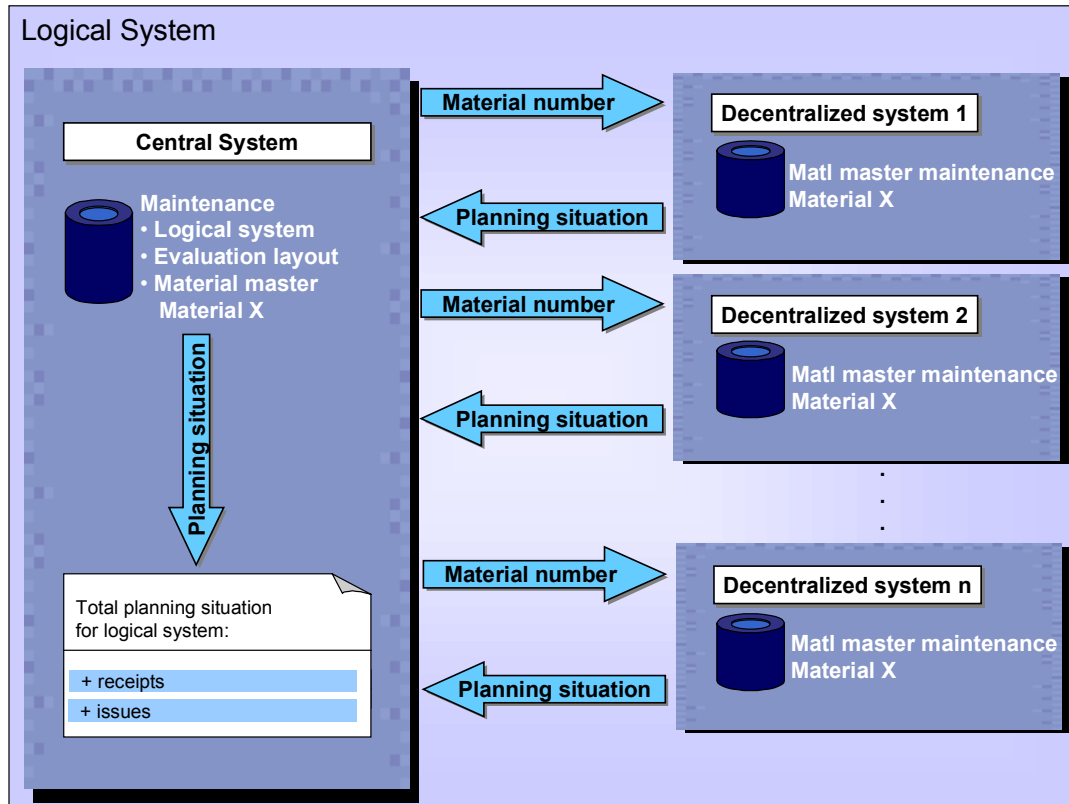 Logical System
Central System
Maintenance
• Logical system
• Evaluation layout
• Material master
Material X
Planning situation
Total planning situation
for logical system:
+ receipts
+ issues
Material number
Planning situation
Decentralized system 1
Matl master maintenance
Material X
Material number
Planning situation
Decentralized system 2
Matl master maintenance
Material X
.
.
.
Material number
Planning situation
Decentralized system n
Matl master maintenance
Material X